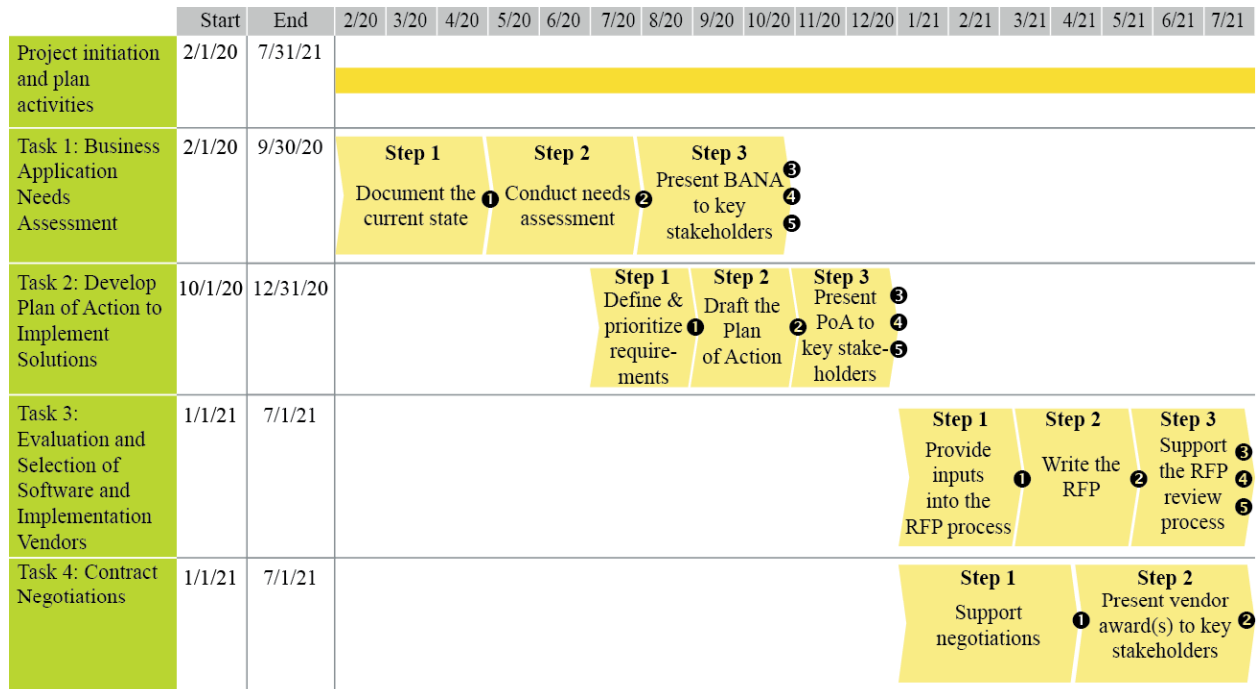 Start End 2/20 3/20 4/20 5/20 6/20 7/20 8/20 9/20 10/20 11/20 12/20 1/21 2/21 3/21 4/21 5/21 6/21 7/21
Project initiation
and plan
activities
2/1/20 7/31/21
Task 1: Business
Application
Needs
Assessment
2/1/20 9/30/20
Step 1
Document the
current state
1
Step 2
Conduct needs
assessment
2
Step 3
Present BANA
to key
stakeholders
3
4
5
Task 2: Develop
Plan of Action to
Implement
Solutions
10/1/20 12/31/20
Step 1
Define &
prioritize
require-
ments
1
Step 2
Draft the
Plan
of Action
2
Step 3
Present
PoA to
key stake-
holders
3
4
5
Task 3:
Evaluation and
Selection of
Software and
Implementation
Vendors
1/1/21 7/1/21
Step 1
Provide
inputs
into the
RFP process
1
Step 2
Write the
RFP
2
Step 3
Support
the RFP
review
process
3
4
5
Task 4: Contract
Negotiations
1/1/21 7/1/21
Step 1
Support
negotiations
1
Step 2
Present vendor
award(s) to key
stakeholders
2